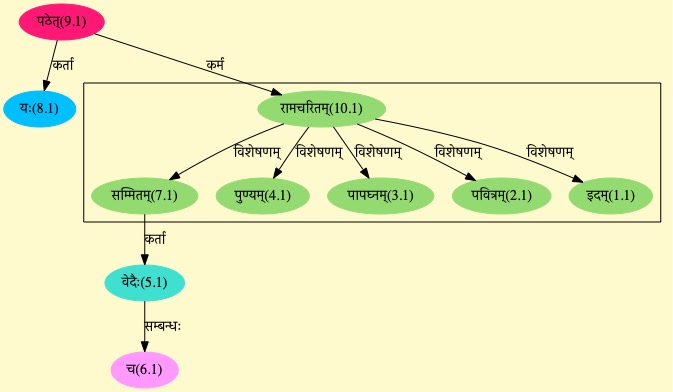 पठेत्(9.1)
कर्ता
कर्म
यः(8.1)
रामचरितम्(10.1)
विशेषणम् विशेषणम् विशेषणम् विशेषणम् विशेषणम्
सम्मितम्(7.1) पुण्यम्(4.1) पापघ्नम्(3.1) पवित्रम्(2.1) इदम्(1.1)
कर्ता
वेदैः(5.1)
सम्बन्धः
च(6.1)